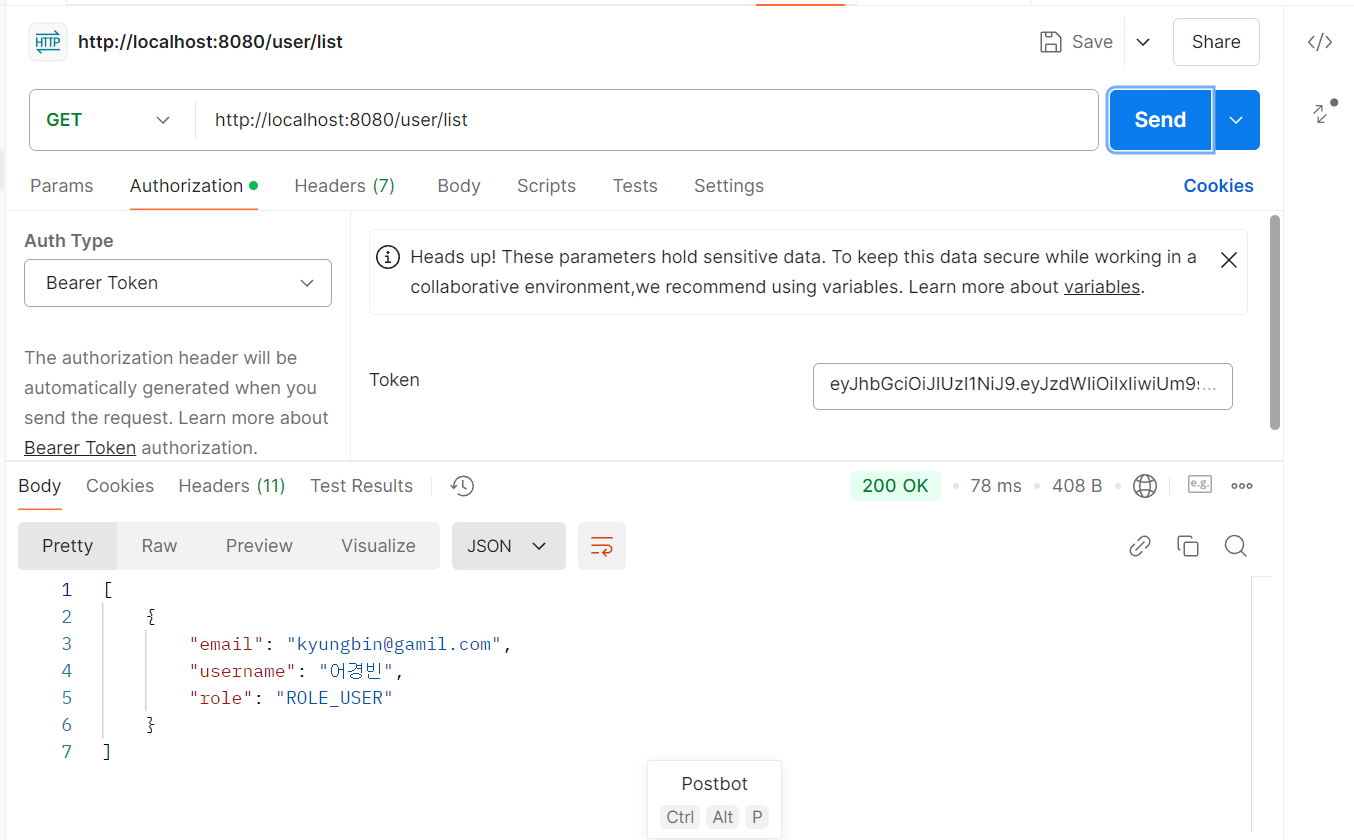 HTTP http://localhost:8080/user/list Save Share </>
GET http://localhost:8080/user/list Send
Params Authorization Headers (7) Body Scripts Tests Settings Cookies
Auth Type
Bearer Token
The authorization header will be
automatically generated when you
send the request. Learn more about
Bearer Token authorization.
Heads up! These parameters hold sensitive data. To keep this data secure while working in a
collaborative environment,we recommend using variables. Learn more about variables.
Token eyJhbGciOiJIUzI1NiJ9.eyJzdWIiOiIxIiwiUm9s...
Body Cookies Headers (11) Test Results 200 OK 78 ms 408 B e.g.
Pretty Raw Preview Visualize JSON
1 [
2 {
3 "email": "kyungbin@gamil.com",
4 "username": "어경빈",
5 "role": "ROLE_USER"
6 }
7 ]
Postbot
Ctrl Alt P